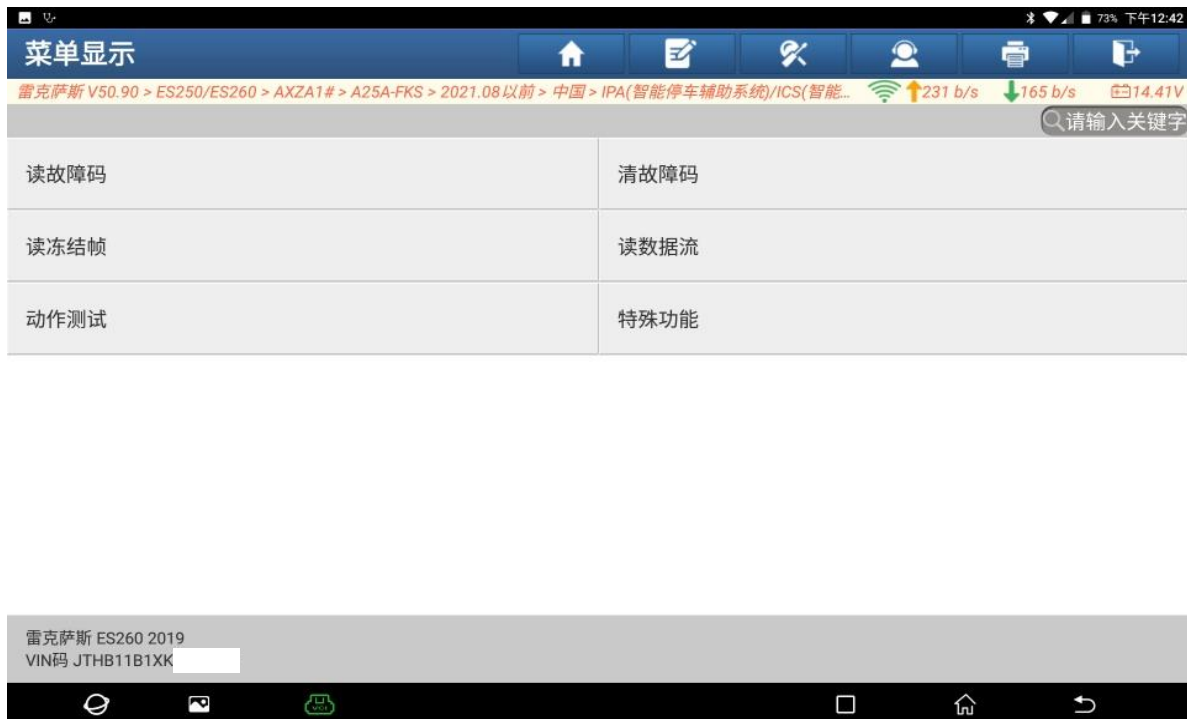 73% 下午12:42
菜单显示
雷克萨斯 V50.90 > ES250/ES260 > AXZA1# > A25A-FKS > 2021.08以前 > 中国 > IPA(智能停车辅助系统)/ICS(智能... 231 b/s 165 b/s 14.41V
请输入关键字
读故障码 清故障码
读冻结帧 读数据流
动作测试 特殊功能
雷克萨斯 ES260 2019
VIN码 JTHB11B1XK
VCI